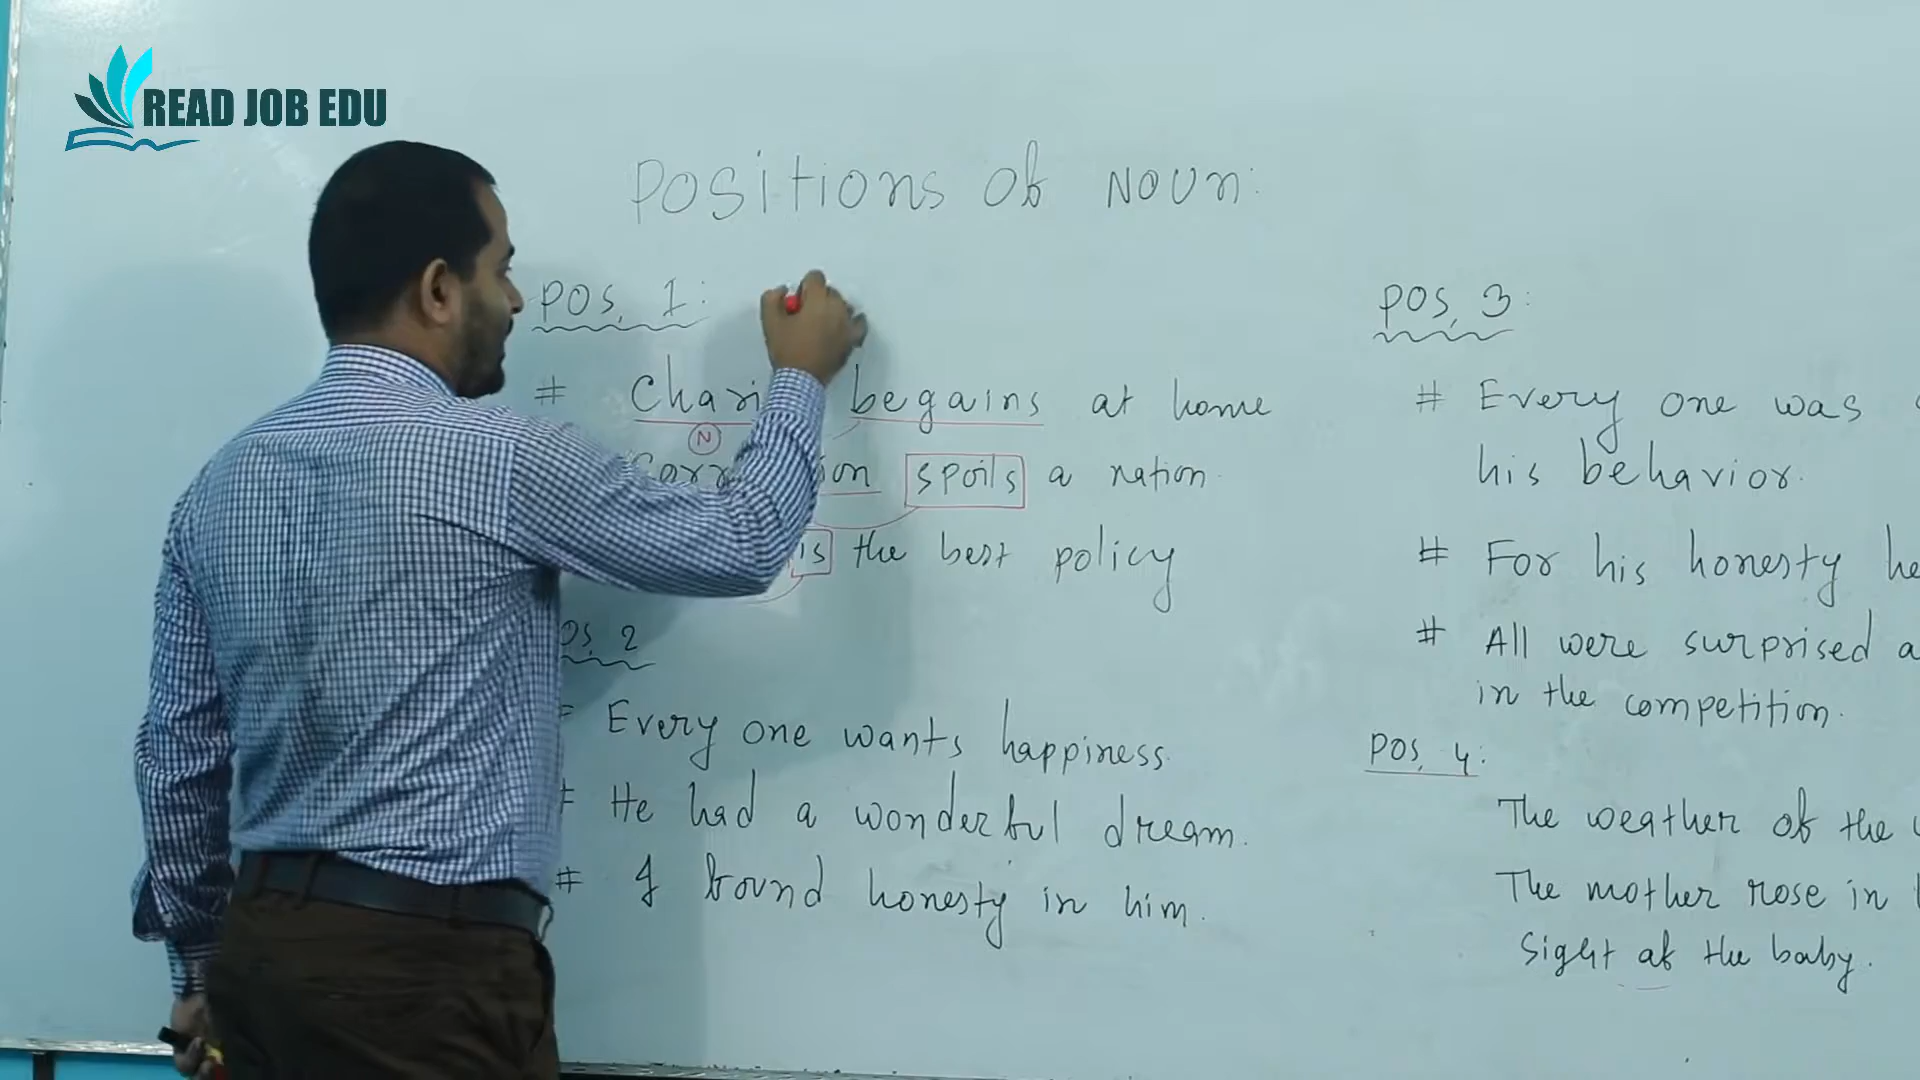 READ JOB EDU
Positions of Noun:
Pos, 1:
# begains at home
N
spoils a nation
is the best policy
2
Every one wants happiness.
# He had a wonderful dream.
# I found honesty in him.
Pos, 3:
# Every one was
his behavior.
# For his honesty he
# All were surprised a
in the competition.
Pos, 4:
The weather of the
The mother rose in
sight of the baby.